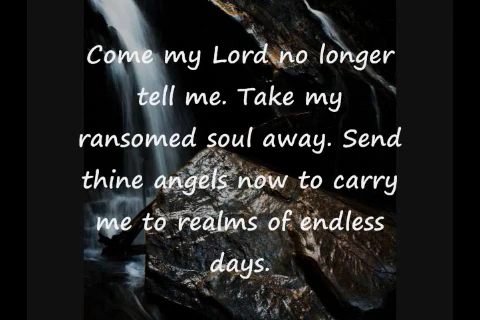 Come my Lord no longer
tell me. Take my
ransomed soul away. Send
thine angels now to carry
me to realms of endless
days.